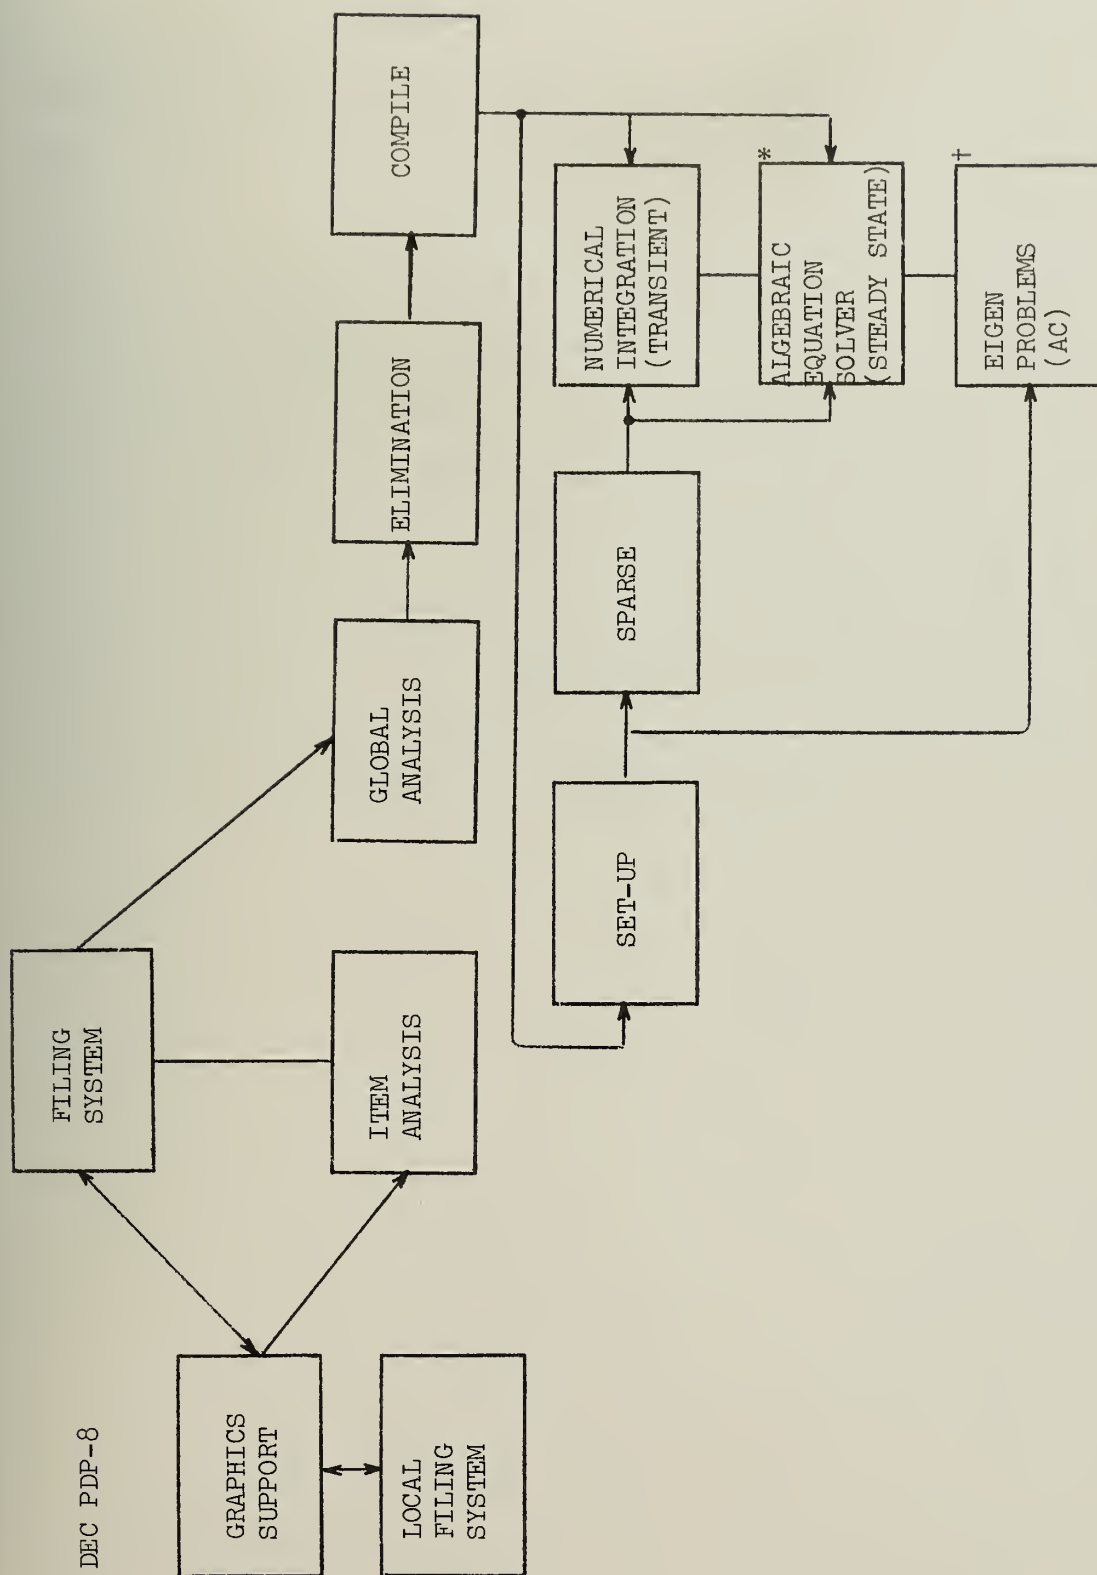 DEC PDP-8
GRAPHICS
SUPPORT
LOCAL
FILING
SYSTEM
FILING
SYSTEM
ITEM
ANALYSIS
GLOBAL
ANALYSIS
ELIMINATION
COMPILE
SET-UP
SPARSE
NUMERICAL
INTEGRATION
(TRANSIENT)
*
ALGEBRAIC
EQUATION
SOLVER
(STEADY STATE)
†
EIGEN
PROBLEMS
(AC)